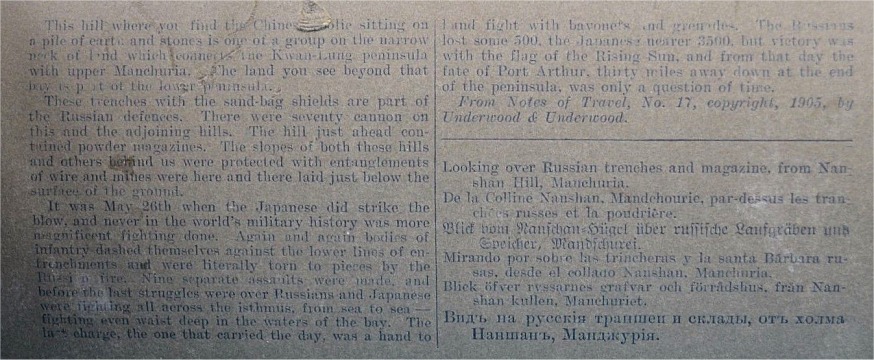 This hill where you find the Chinese sitting on
a pile of earth and stones is one of a group on the narrow
neck of land which connects the Kwan-Lung peninsula
with upper Manchuria. The land you see beyond that
bay is part of the lower peninsula.
These trenches with the sand-bag shields are part of
the Russian defences. There were seventy cannon on
this and the adjoining hills. The hill just ahead con-
tained powder magazines. The slopes of both these hills
and others behind us were protected with entanglements
of wire and mines were here and there laid just below the
surface of the ground.
It was May 26th when the Japanese did strike the
blow, and never in the world's military history was more
magnificent fighting done. Again and again bodies of
infantry dashed themselves against the lower lines of en-
trenchments and were literally torn to pieces by the
Russian fire. Nine separate assaults were made, and
before the last struggles were over Russians and Japanese
were fighting all across the isthmus, from sea to sea —
fighting even waist deep in the waters of the bay. The
last charge, the one that carried the day, was a hand to
hand fight with bayonets and grenades. The Russians
lost some 500, the Japanese nearer 3500, but victory was
with the flag of the Rising Sun, and from that day the
fate of Port Arthur, thirty miles away down at the end
of the peninsula, was only a question of time.
From Notes of Travel, No. 17, copyright, 1905, by
Underwood & Underwood.
Looking over Russian trenches and magazine, from Nan-
shan Hill, Manchuria.
De la Colline Nanshan, Mandchourie, par-dessus les tran-
chées russes et la poudrière.
Blick vom Nanschan-Hügel über russische Laufgräben und
Speicher, Mandschurei.
Mirando por sobre las trincheras y la santa Bárbara ru-
sas, desde el collado Nanshan, Manchuria.
Blick öfver ryssarnes grafvar och förrådshus, från Nan-
shan kullen, Manchuriet.
Видъ на русскія траншеи и склады, отъ холма
Наншанъ, Манджурія.